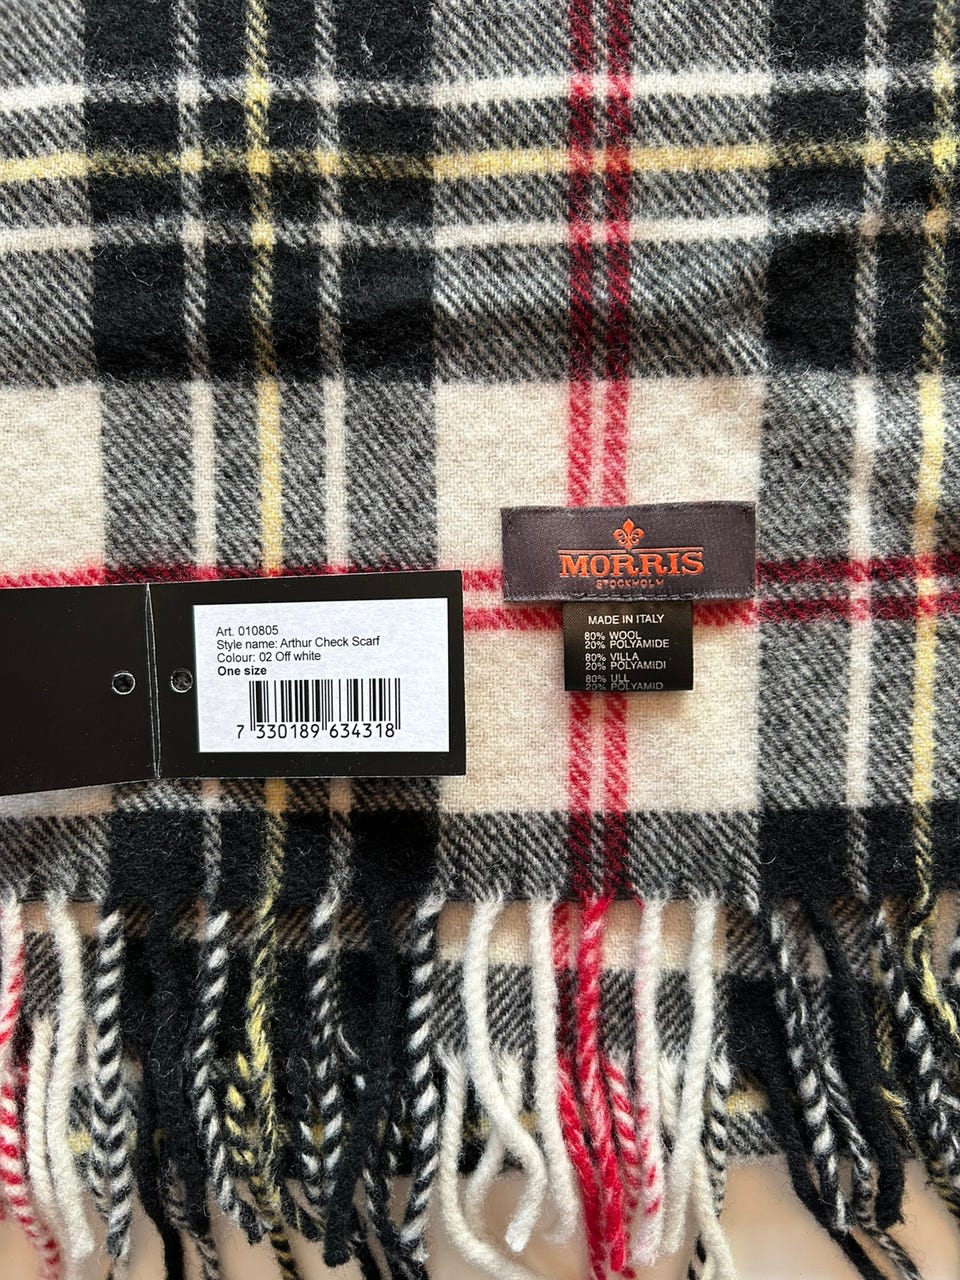 MORRIS
STOCKHOLM
MADE IN ITALY
80% WOOL
20% POLYAMIDE
80% VILLA
20% POLYAMIDI
80% ULL
20% POLYAMID
Art. 010805
Style name: Arthur Check Scarf
Colour: 02 Off white
One size
7 330189 634318